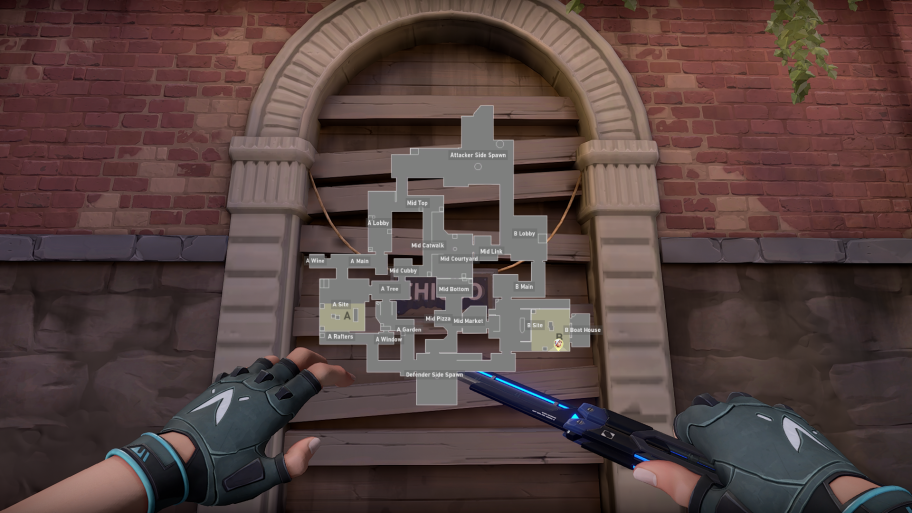 Attacker Side Spawn
Mid Top
A Lobby
B Lobby
Mid Catwalk
Mid Link
A Wine
A Main
Mid Courtyard
Mid Cubby
A Tree
Mid Bottom
B Main
A Site
A
Mid Pizza
Mid Market
B Site
B Boat House
A Garden
A Rafters
A Window
Defender Side Spawn